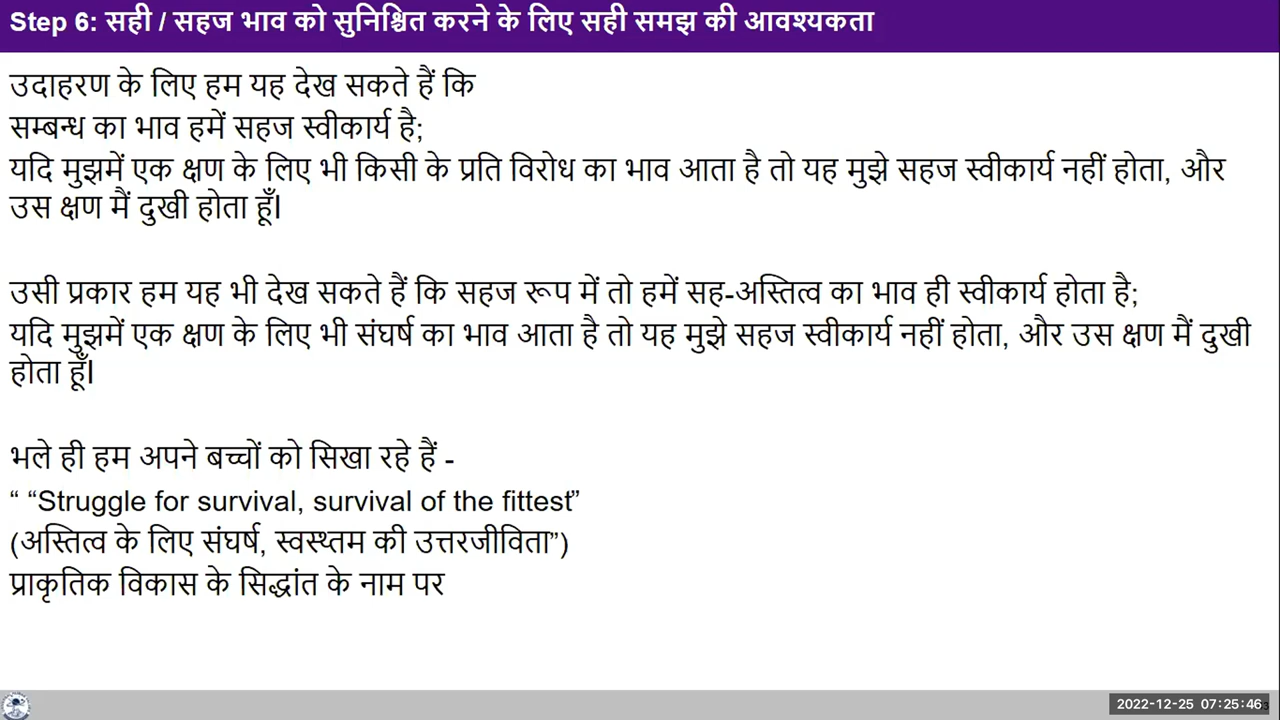 Step 6: सही / सहज भाव को सुनिश्चित करने के लिए सही समझ की आवश्यकता
उदाहरण के लिए हम यह देख सकते हैं कि
सम्बन्ध का भाव हमें सहज स्वीकार्य है;
यदि मुझमें एक क्षण के लिए भी किसी के प्रति विरोध का भाव आता है तो यह मुझे सहज स्वीकार्य नहीं होता, और
उस क्षण मैं दुखी होता हूँ।
उसी प्रकार हम यह भी देख सकते हैं कि सहज रूप में तो हमें सह-अस्तित्व का भाव ही स्वीकार्य होता है;
यदि मुझमें एक क्षण के लिए भी संघर्ष का भाव आता है तो यह मुझे सहज स्वीकार्य नहीं होता, और उस क्षण मैं दुखी
होता हूँ।
भले ही हम अपने बच्चों को सिखा रहे हैं -
“ “Struggle for survival, survival of the fittest”
(अस्तित्व के लिए संघर्ष, स्वस्थ्तम की उत्तरजीविता”)
प्राकृतिक विकास के सिद्धांत के नाम पर
2022-12-25 07:25:46